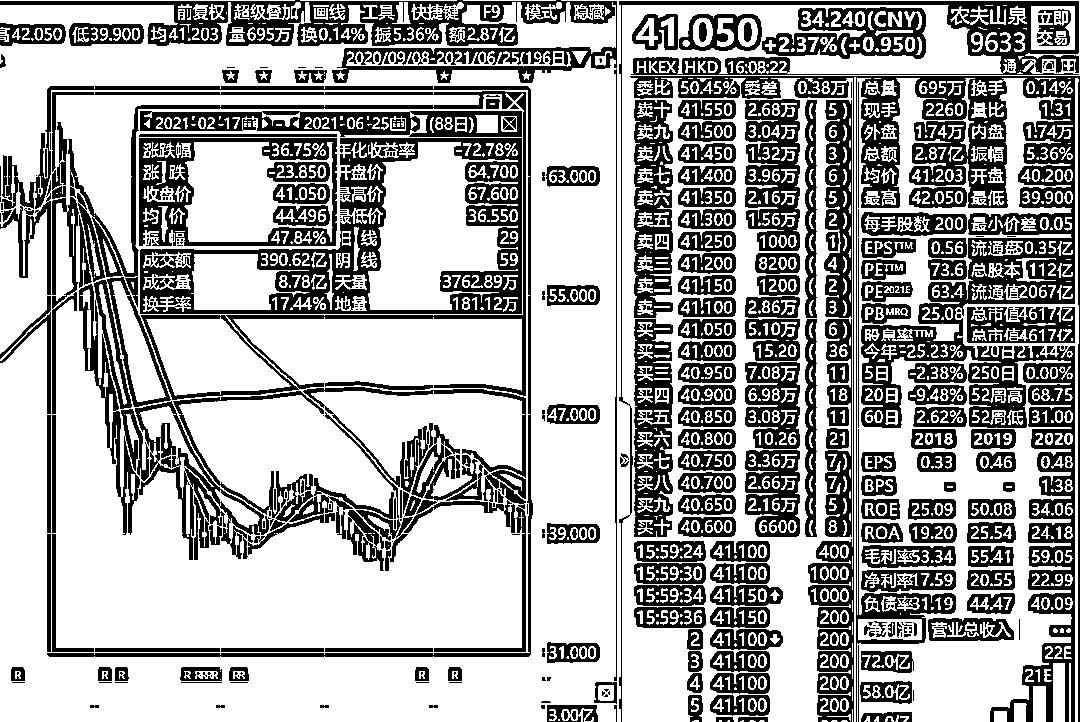 前复权 超级叠加 画线 工具 快捷键 F9 模式 隐藏
高42.050 低39.900 均41.203 量695万 换0.14% 振5.36% 额2.87亿
2020/09/08-2021/06/25(196日)
2021-02-17 - 2021-06-25 (88日)
涨跌幅 -36.75% 年化收益率 -72.78%
涨 跌 -23.850 开盘价 64.700
收盘价 41.050 最高价 67.600
均 价 44.496 最低价 36.550
振 幅 47.84% 阳 线 29
成交额 390.62亿 阴 线 59
成交量 8.78亿 天量 3762.89万
换手率 17.44% 地量 181.12万
63.000
55.000
47.000
39.000
31.000
3.00亿
R R R R R R R R R R R
41.050 34.240(CNY) 农夫山泉 立即交易
+2.37%(+0.950) 9633
HKEX HKD 16:08:22 通
委比 50.45% 委差 0.38万
卖十 41.550 2.68万 ( 5 )
卖九 41.500 3.04万 ( 6 )
卖八 41.450 1.32万 ( 3 )
卖七 41.400 3.96万 ( 6 )
卖六 41.350 2.16万 ( 5 )
卖五 41.300 1.56万 ( 2 )
卖四 41.250 1000 ( 1 )
卖三 41.200 8200 ( 4 )
卖二 41.150 1200 ( 2 )
卖一 41.100 2.86万 ( 3 )
买一 41.050 5.10万 ( 6 )
买二 41.000 15.20 ( 36
买三 40.950 7.08万 ( 11 )
买四 40.900 6.98万 ( 18 )
买五 40.850 3.08万 ( 11 )
买六 40.800 10.26 ( 21
买七 40.750 3.36万 ( 7 )
买八 40.700 2.66万 ( 7 )
买九 40.650 2.16万 ( 5 )
买十 40.600 6600 ( 8 )
15:59:24 41.100 400
15:59:30 41.100 1000
15:59:34 41.150 1000
15:59:36 41.150 200
2 41.100 200
3 41.100 200
4 41.100 200
5 41.100 200
总量 695万 换手 0.14%
现手 2260 量比 1.31
外盘 1.74万 内盘 1.74万
总额 2.87亿 振幅 5.36%
均价 41.203 开盘 40.200
最高 42.050 最低 39.900
每手股数 200 最小价差 0.05
EPSTTM 0.56 流通盘50.35亿
PETTM 73.6 总股本 112亿
PE2021E 63.4 流通值2067亿
PBMRQ 25.08 总市值4617亿
股息率TTM - 总市值4617亿
今年-25.23% 120日21.44%
5日 -2.38% 250日 0.00%
20日 -9.48% 52周高 68.75
60日 2.62% 52周低 31.00
2018 2019 2020
EPS 0.33 0.46 0.48
BPS - - 1.38
ROE 25.09 50.08 34.06
ROA 19.20 25.54 24.18
毛利率53.34 55.41 59.05
净利率17.59 20.55 22.99
负债率31.19 44.47 40.09
净利润 营业总收入 ...
22E
21E
72.0亿
58.0亿
44.0亿